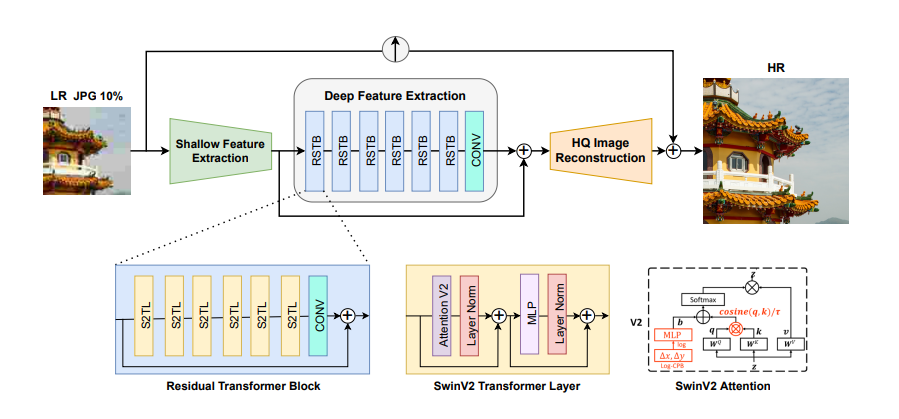 HR
LR JPG 10%
Deep Feature Extraction
Shallow Feature
Extraction
RSTB
RSTB
RSTB
RSTB
RSTB
RSTB
CONV
HQ Image
Reconstruction
S2TL
S2TL
S2TL
S2TL
S2TL
S2TL
CONV
Residual Transformer Block
Attention V2
Layer Norm
MLP
Layer Norm
SwinV2 Transformer Layer
V2
z
Softmax
cosine(q, k)/τ
b
q
k
v
MLP
W^Q
W^K
W^V
log
Δx, Δy
Log-CPB
z
SwinV2 Attention